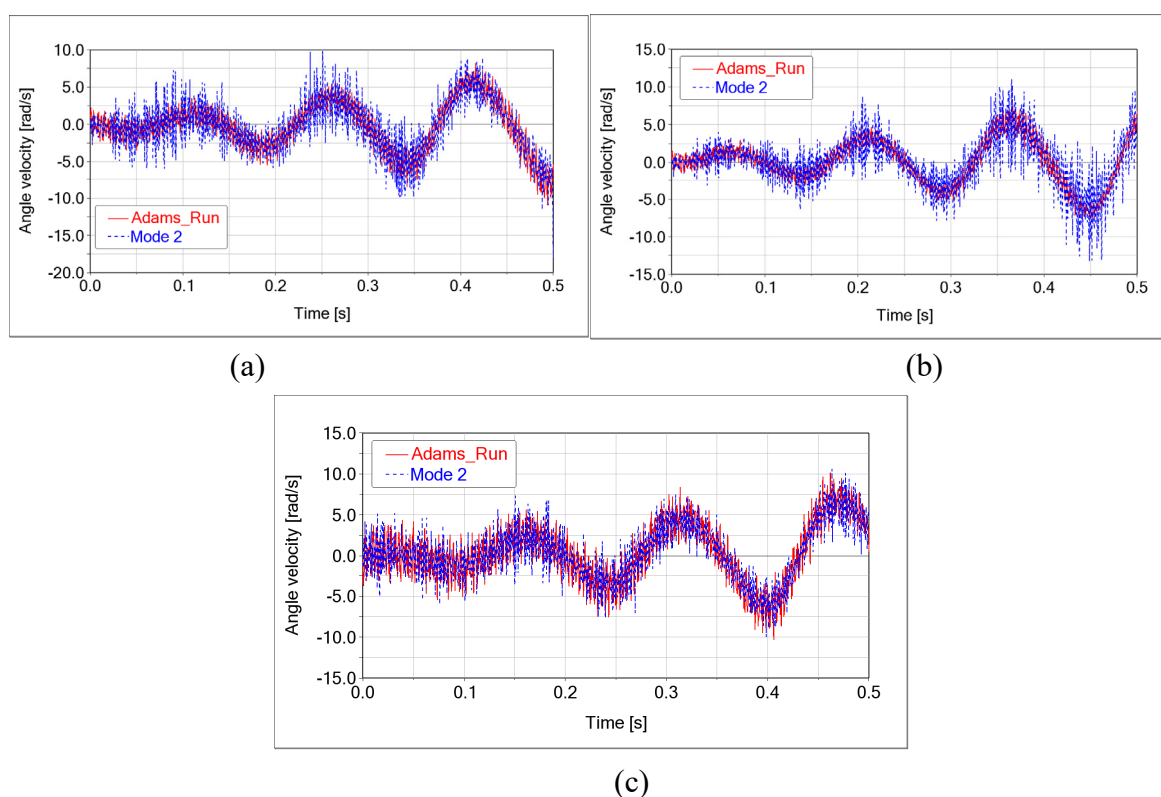 10.0
5.0
0.0
-5.0
-10.0
-15.0
-20.0
Angle velocity [rad/s]
Adams_Run
Mode 2
0.0 0.1 0.2 0.3 0.4 0.5
Time [s]
(a)
15.0
10.0
5.0
0.0
-5.0
-10.0
-15.0
Angle velocity [rad/s]
Adams_Run
Mode 2
0.0 0.1 0.2 0.3 0.4 0.5
Time [s]
(b)
15.0
10.0
5.0
0.0
-5.0
-10.0
-15.0
Angle velocity [rad/s]
Adams_Run
Mode 2
0.0 0.1 0.2 0.3 0.4 0.5
Time [s]
(c)